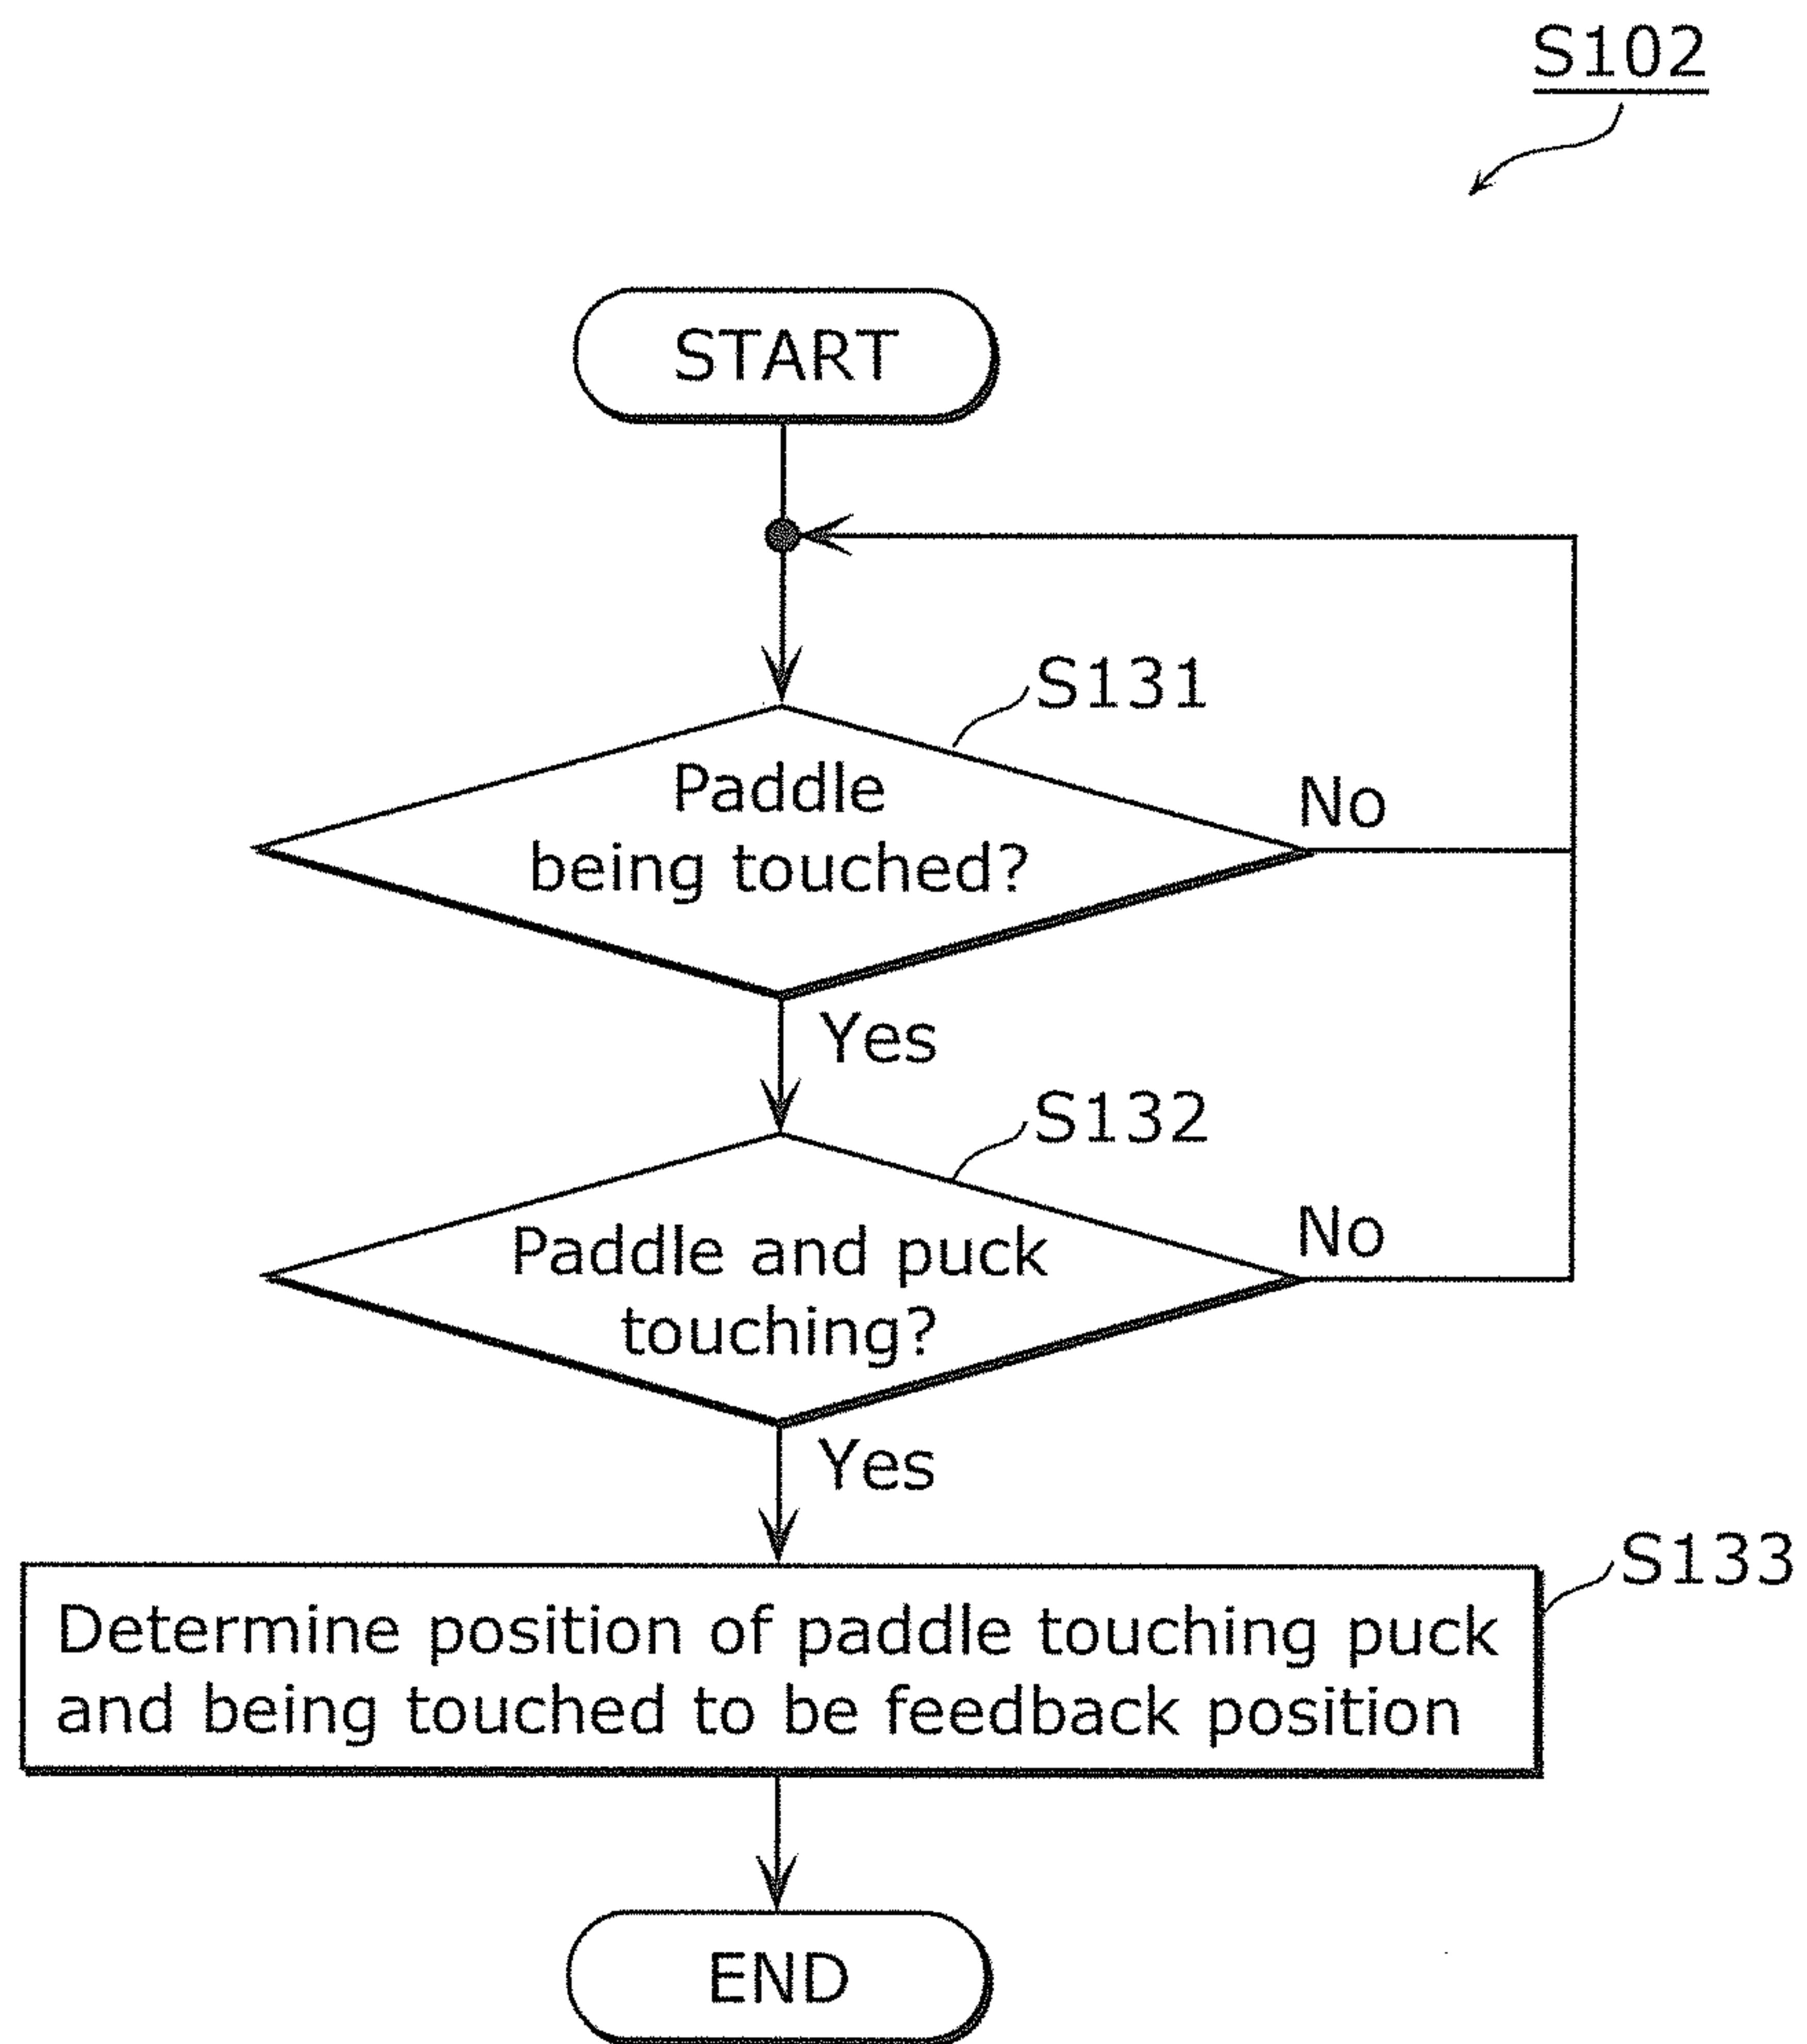 S102
START
S131
Paddle
being touched?
No
Yes
S132
Paddle and puck
touching?
No
Yes
S133
Determine position of paddle touching puck
and being touched to be feedback position
END